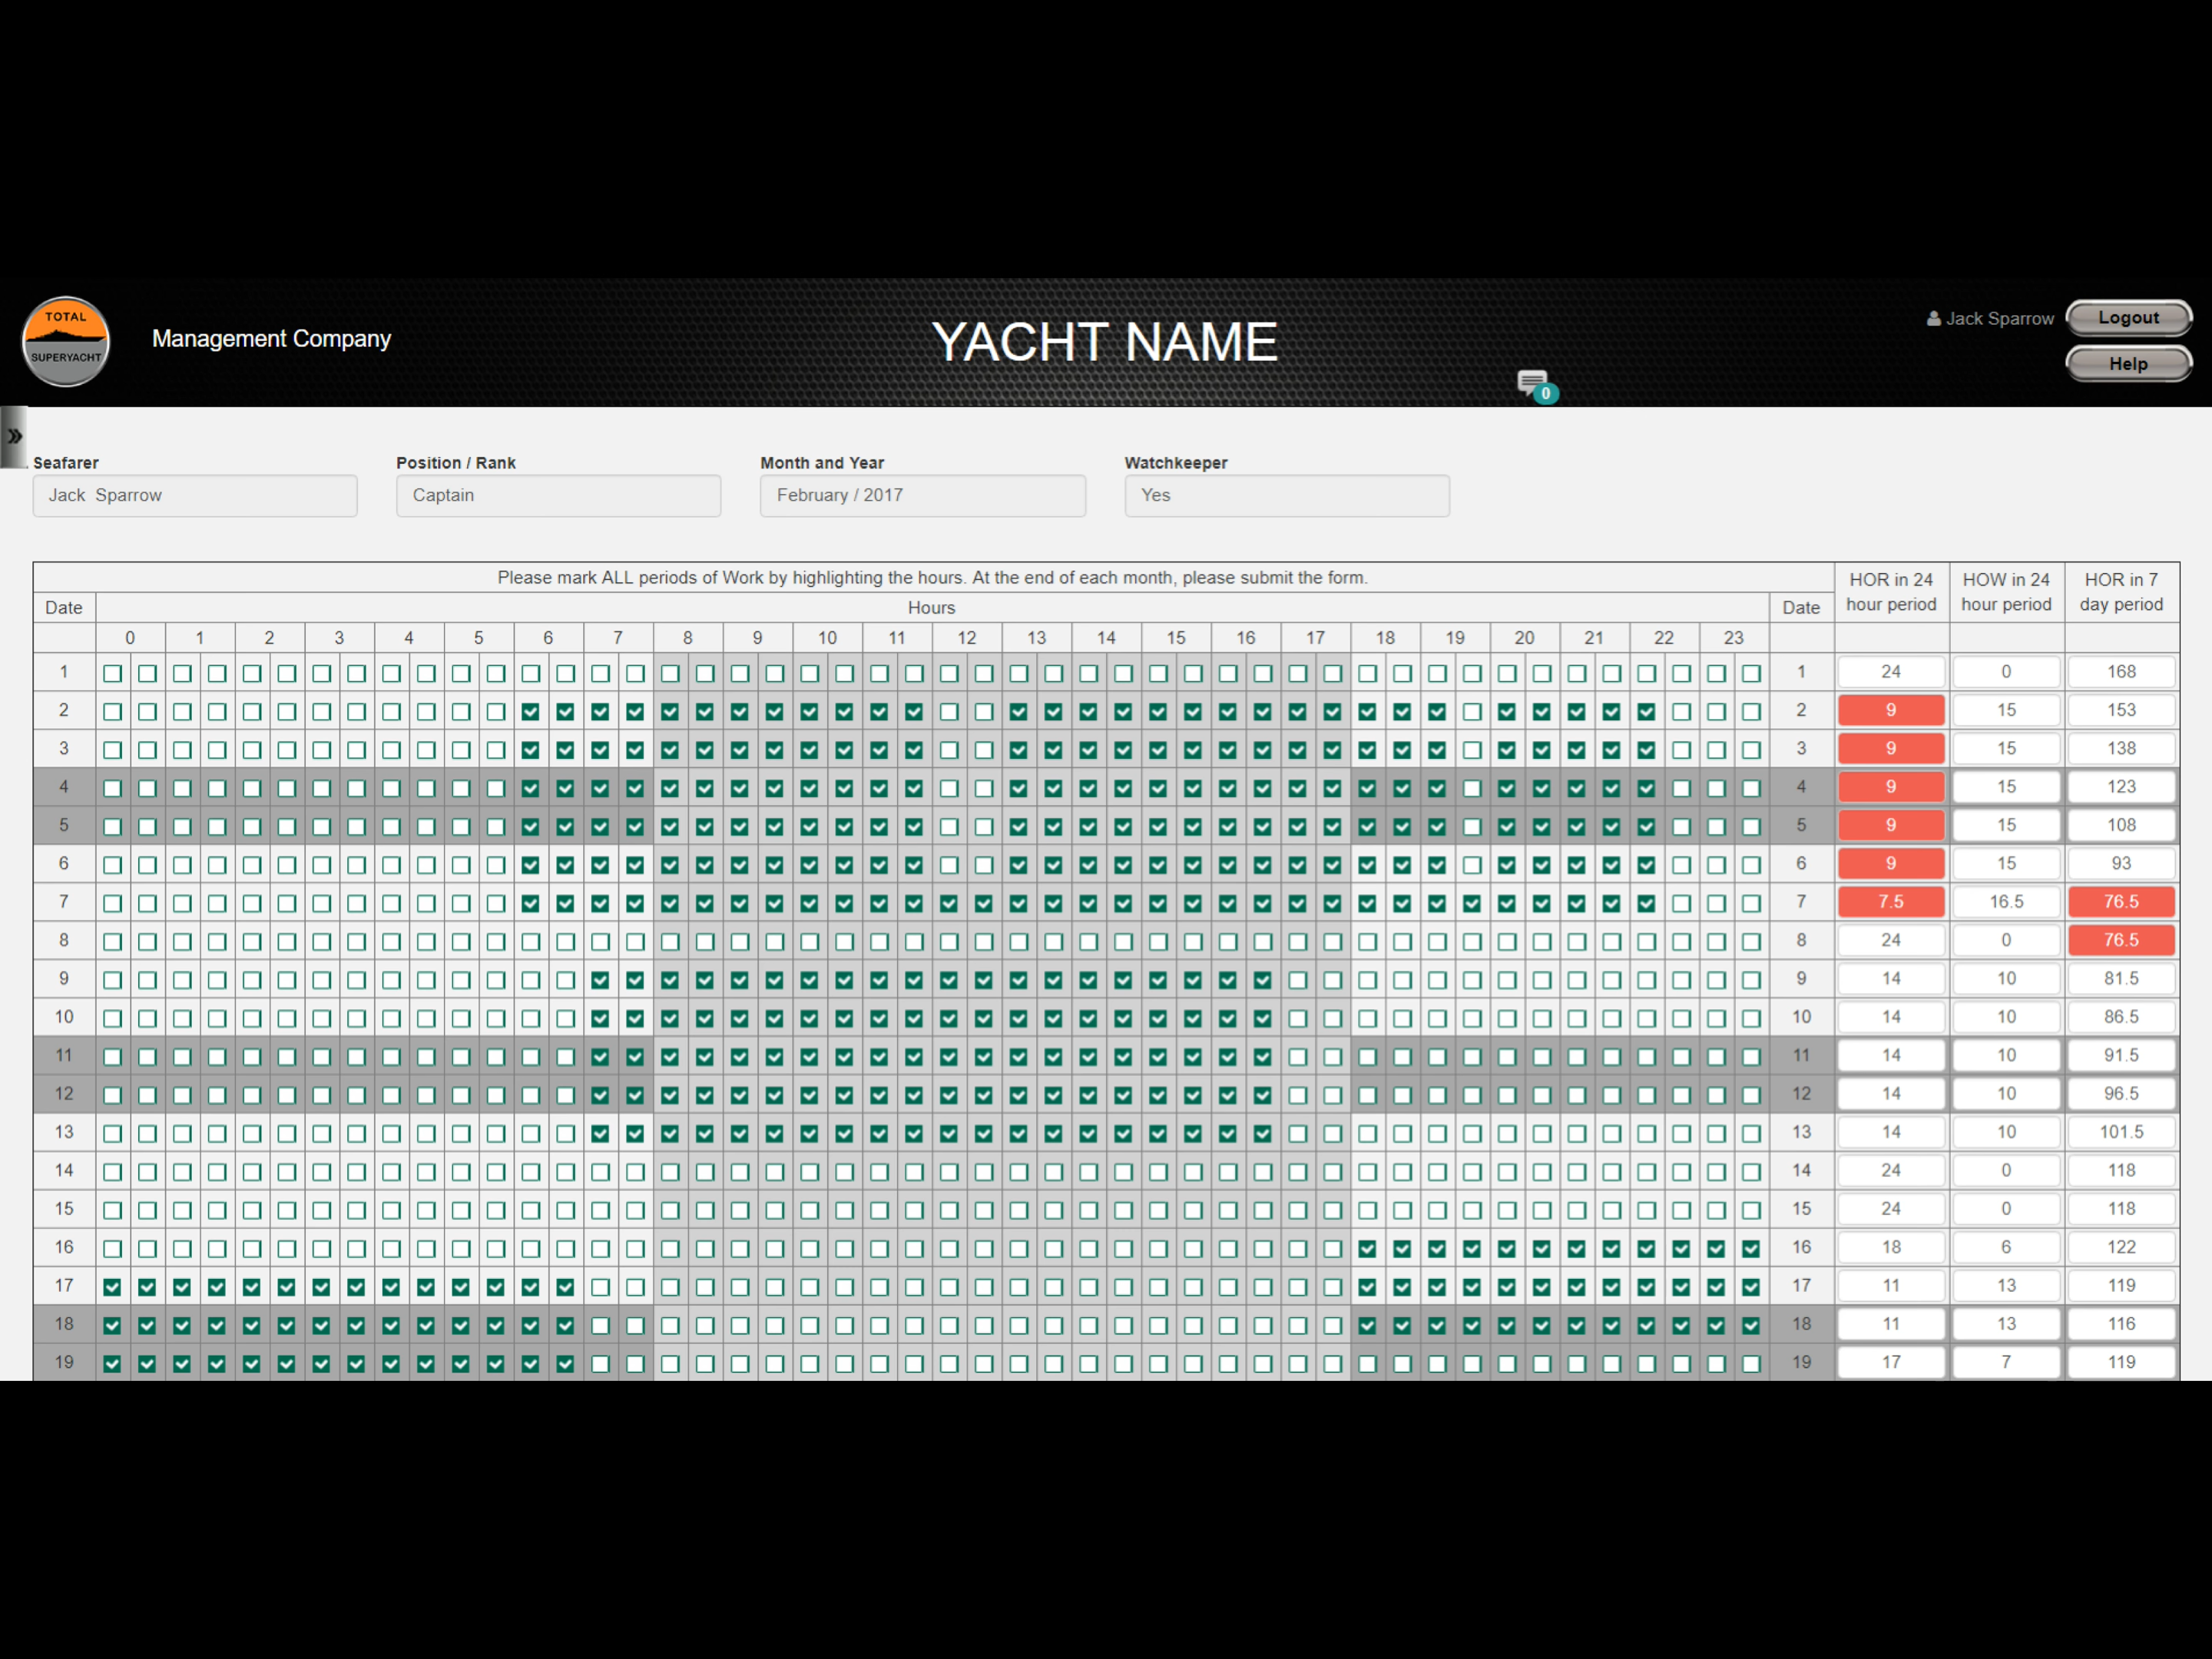 TOTAL
SUPERYACHT
Management Company
YACHT NAME
Jack Sparrow
Logout
Help
0
»
Seafarer
Position / Rank
Month and Year
Watchkeeper
Jack Sparrow
Captain
February / 2017
Yes
Please mark ALL periods of Work by highlighting the hours. At the end of each month, please submit the form.
HOR in 24 hour period
HOW in 24 hour period
HOR in 7 day period
Date Hours Date
0 1 2 3 4 5 6 7 8 9 10 11 12 13 14 15 16 17 18 19 20 21 22 23
1 1 24 0 168
2 2 9 15 153
3 3 9 15 138
4 4 9 15 123
5 5 9 15 108
6 6 9 15 93
7 7 7.5 16.5 76.5
8 8 24 0 76.5
9 9 14 10 81.5
10 10 14 10 86.5
11 11 14 10 91.5
12 12 14 10 96.5
13 13 14 10 101.5
14 14 24 0 118
15 15 24 0 118
16 16 18 6 122
17 17 11 13 119
18 18 11 13 116
19 19 17 7 119